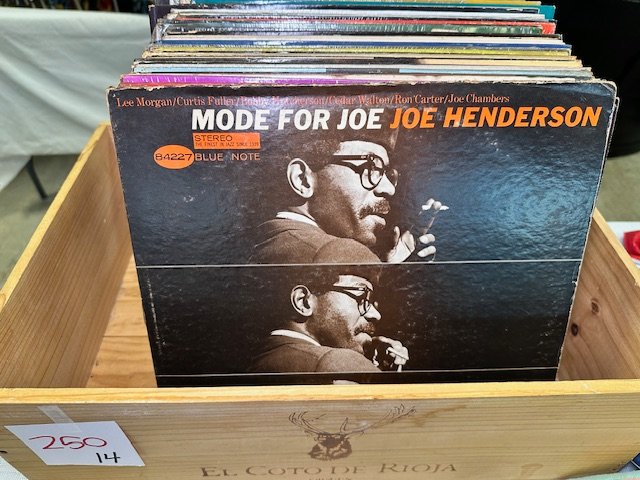 Lee Morgan/Curtis Fuller/Bobby Hutcherson/Cedar Walton/Ron Carter/Joe Chambers
MODE FOR JOE JOE HENDERSON
STEREO
THE FINEST IN JAZZ SINCE 1939
84227 BLUE NOTE
250
14
EL COTO DE RIOJA